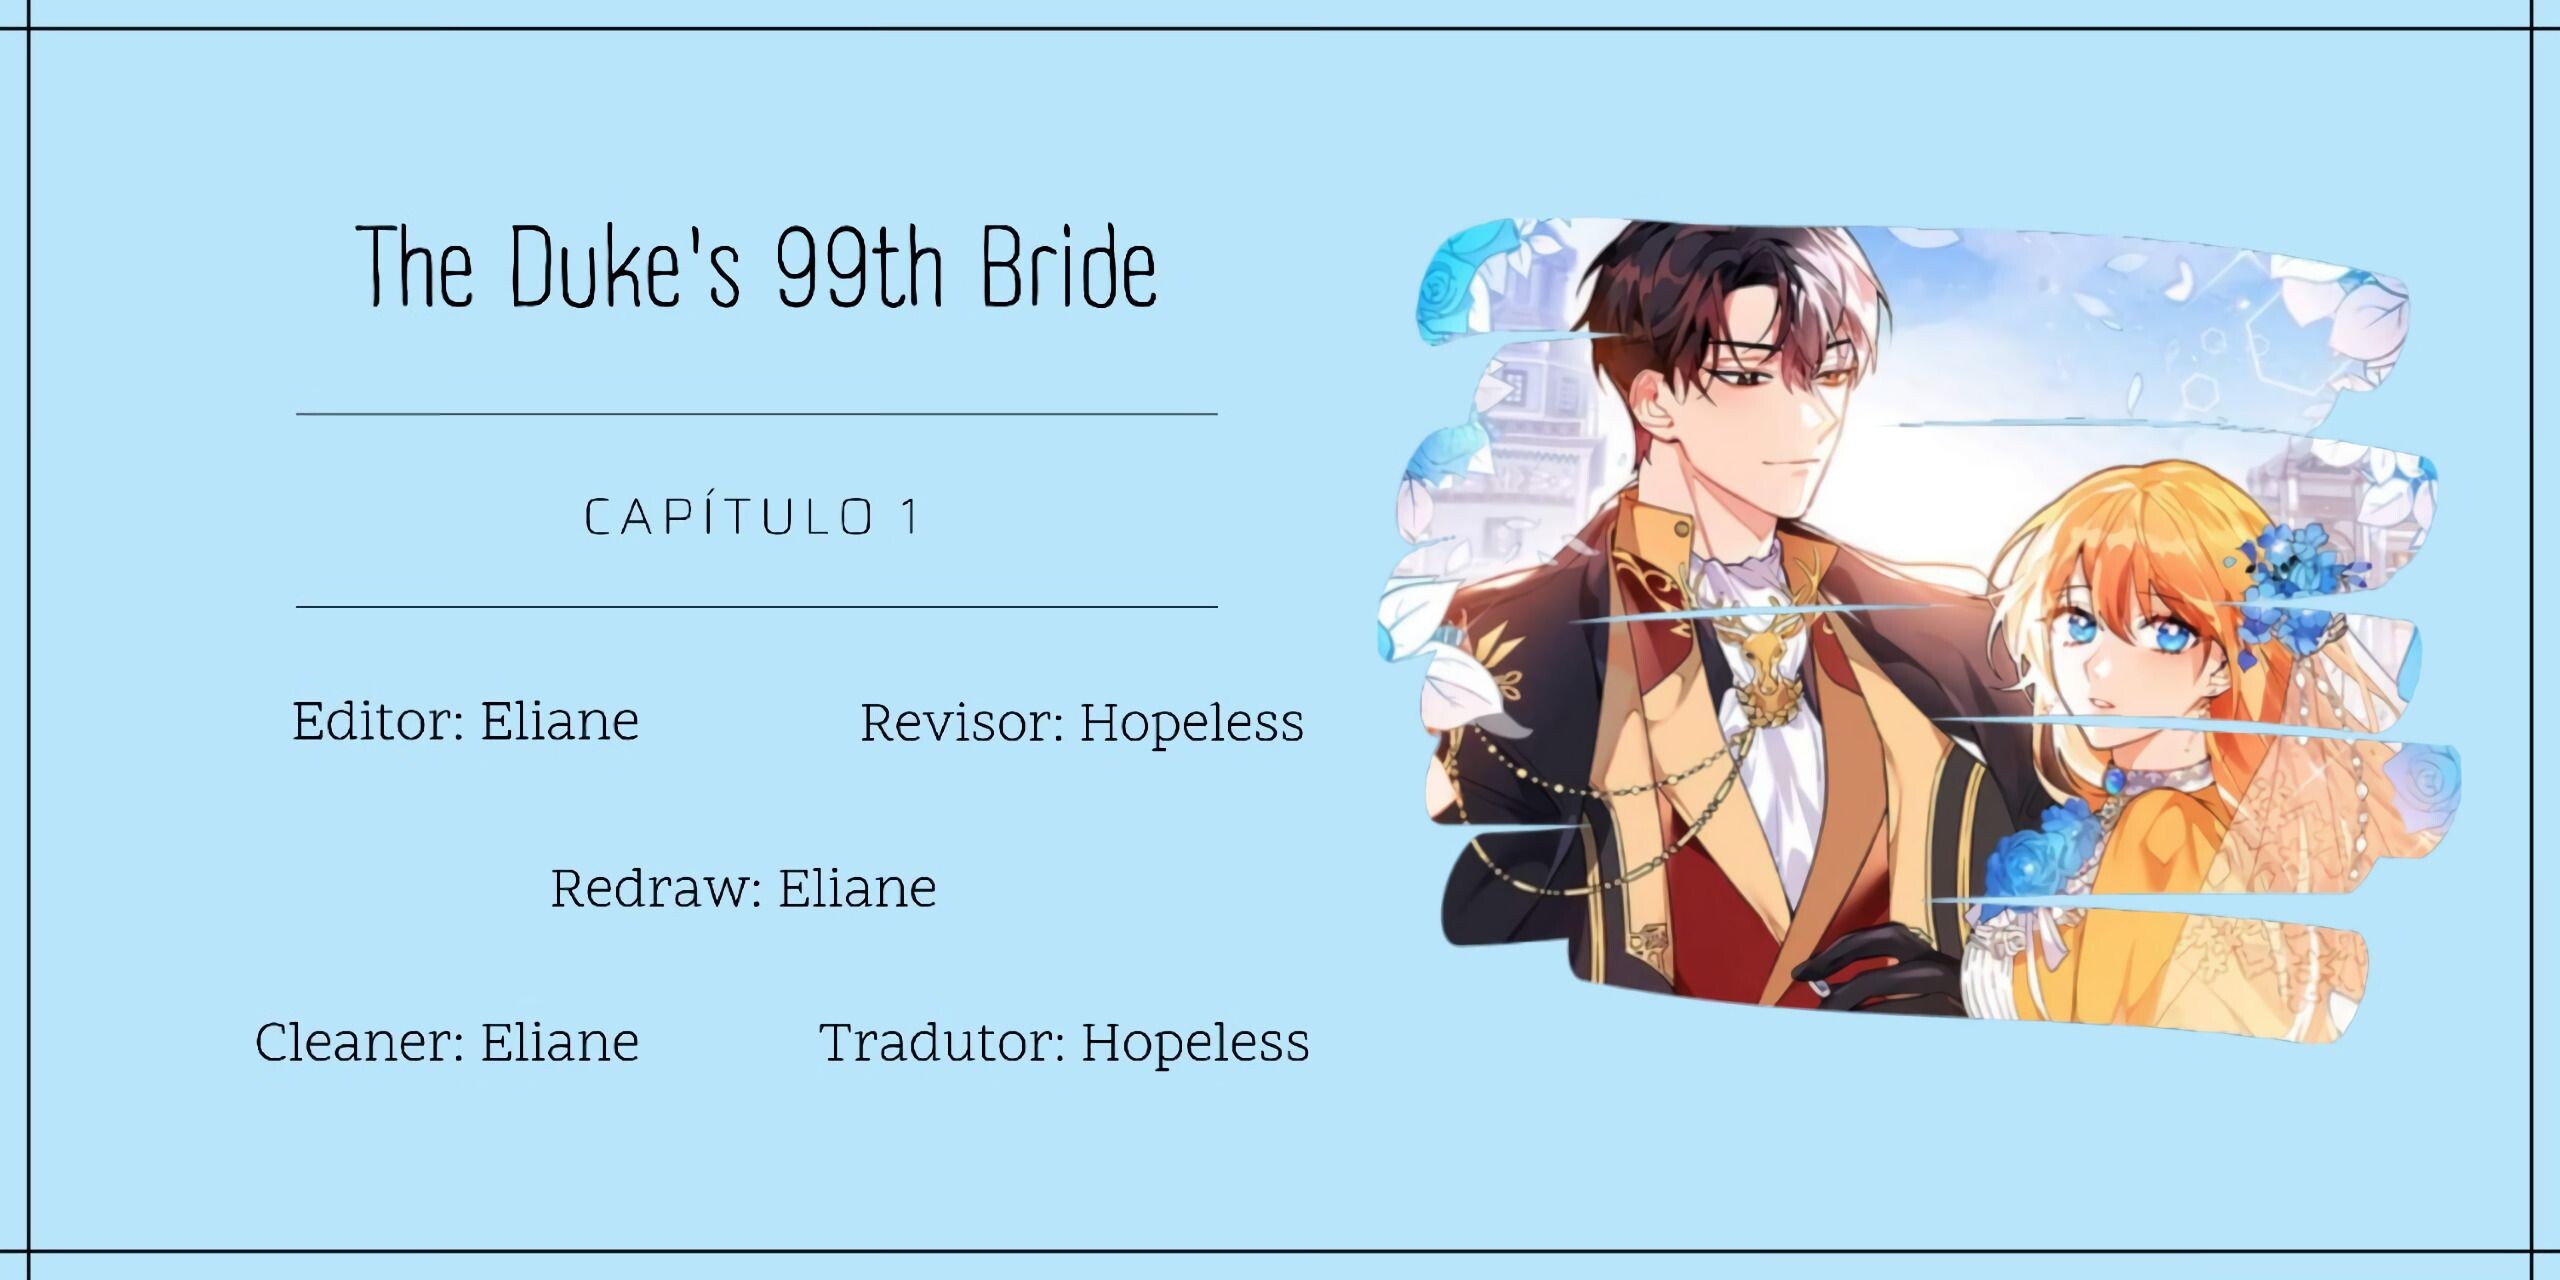 The Duke's 99th Bride
CAPÍTULO 1
Editor: Eliane
Revisor: Hopeless
Redraw: Eliane
Cleaner: Eliane
Tradutor: Hopeless